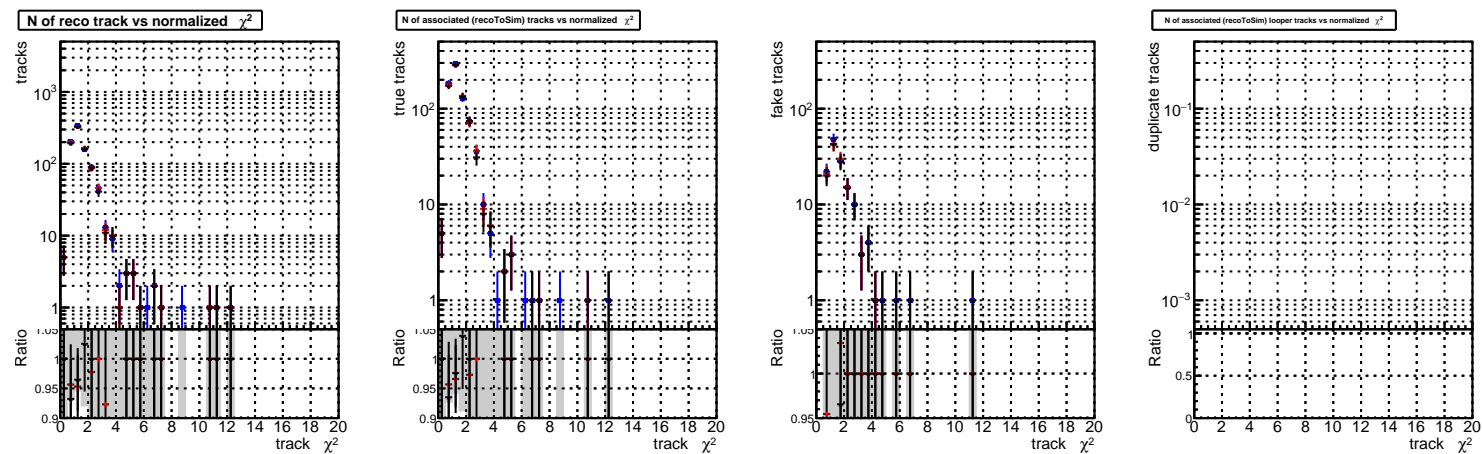 N of reco track vs normalized χ²
tracks
10³
10²
10
1
Ratio
1.05
1
0.95
0.9
0 2 4 6 8 10 12 14 16 18 20
track χ²
N of associated (recoToSim) tracks vs normalized χ²
true tracks
10²
10
1
Ratio
1.05
1
0.95
0.9
0 2 4 6 8 10 12 14 16 18 20
track χ²
fake tracks
10²
10
1
Ratio
1.05
1
0.95
0 2 4 6 8 10 12 14 16 18 20
track χ²
N of associated (recoToSim) looper tracks vs normalized χ²
duplicate tracks
10⁻¹
10⁻²
10⁻³
Ratio
1
0.5
0
0 2 4 6 8 10 12 14 16 18 20
track χ²